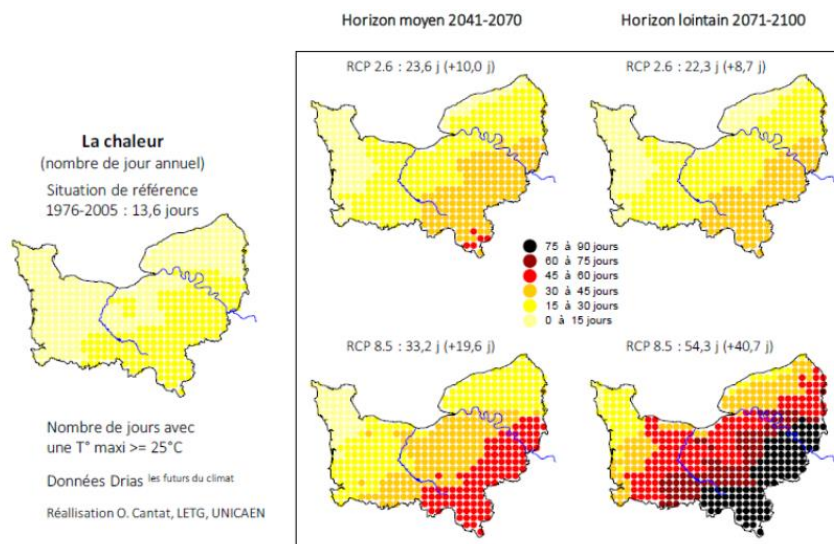 Horizon moyen 2041-2070
Horizon lointain 2071-2100
RCP 2.6 : 23,6 j (+10,0 j)
RCP 2.6 : 22,3 j (+8,7 j)
La chaleur
(nombre de jour annuel)
Situation de référence
1976-2005 : 13,6 jours
75 à 90 jours
60 à 75 jours
45 à 60 jours
30 à 45 jours
15 à 30 jours
0 à 15 jours
RCP 8.5 : 33,2 j (+19,6 j)
RCP 8.5 : 54,3 j (+40,7 j)
Nombre de jours avec
une T° maxi >= 25°C
Données Drias les futurs du climat
Réallisation O. Cantat, LETG, UNICAEN